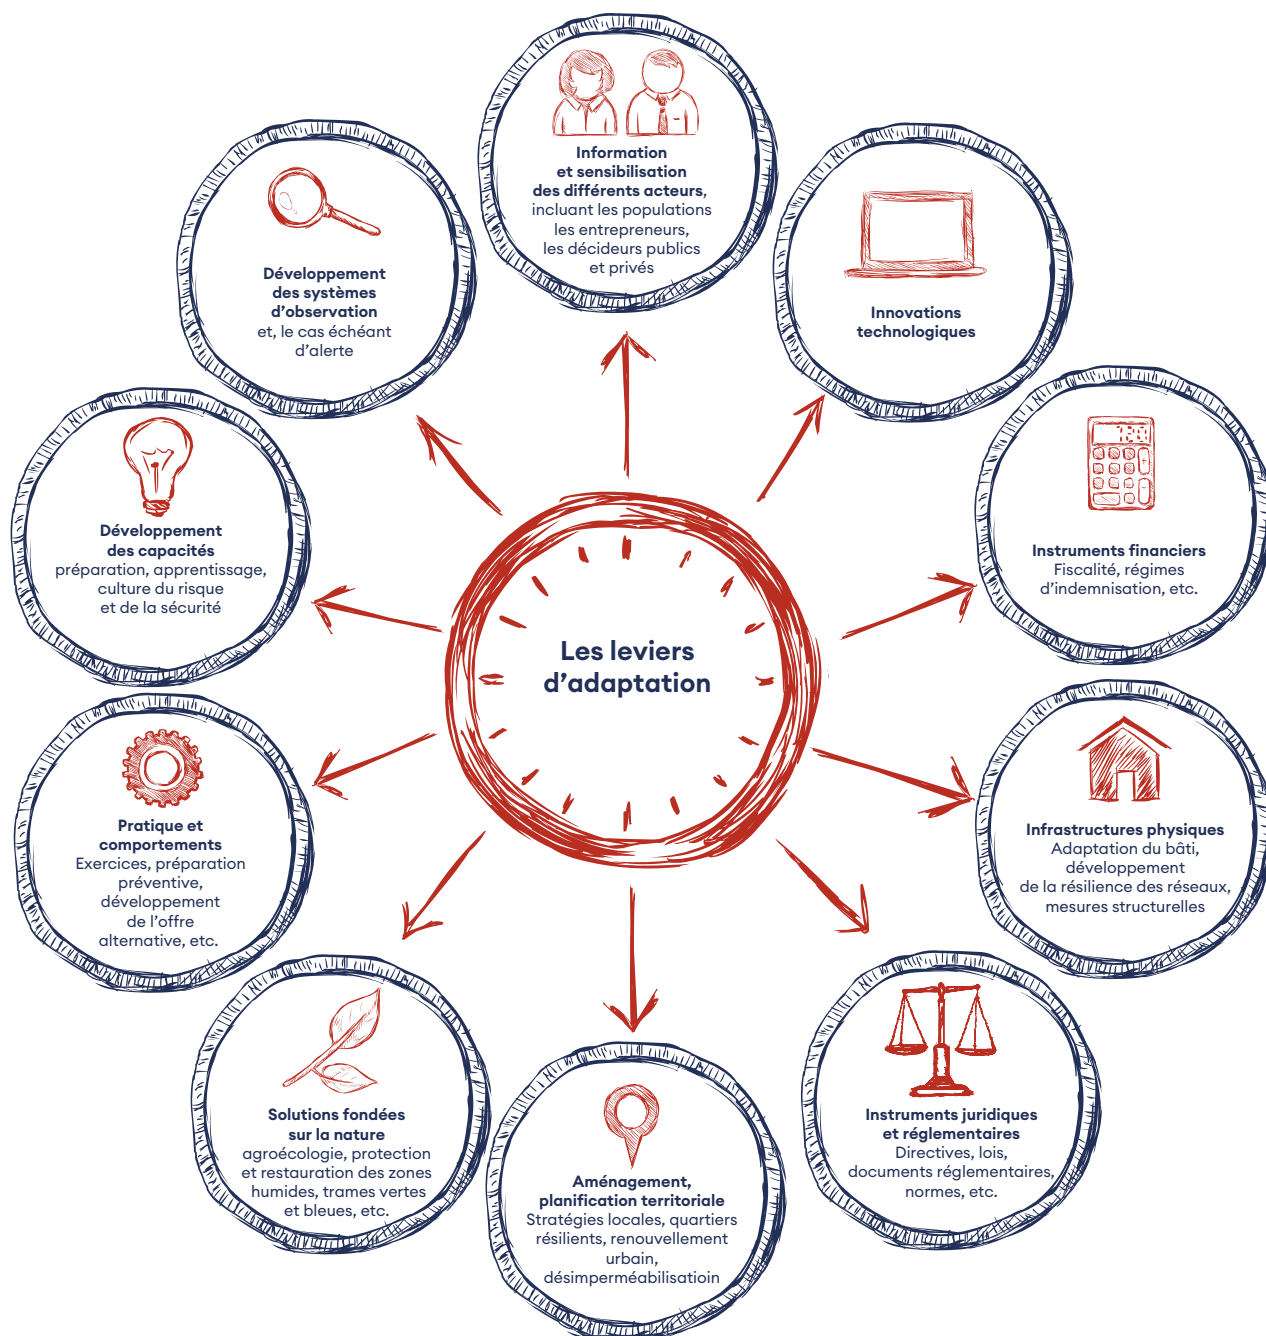 Information
et sensibilisation
des différents acteurs,
incluant les populations
les entrepreneurs,
les décideurs publics
et privés
Innovations
technologiques
Instruments financiers
Fiscalité, régimes
d’indemnisation, etc.
Infrastructures physiques
Adaptation du bâti,
développement
de la résilience des réseaux,
mesures structurelles
Instruments juridiques
et réglementaires
Directives, lois,
documents réglementaires,
normes, etc.
Aménagement,
planification territoriale
Stratégies locales, quartiers
résilients, renouvellement
urbain,
désimperméabilisatioin
Solutions fondées
sur la nature
agroécologie, protection
et restauration des zones
humides, trames vertes
et bleues, etc.
Pratique et
comportements
Exercices, préparation
préventive,
développement
de l’offre
alternative, etc.
Développement
des capacités
préparation, apprentissage,
culture du risque
et de la sécurité
Développement
des systèmes
d’observation
et, le cas échéant
d’alerte
Les leviers
d’adaptation